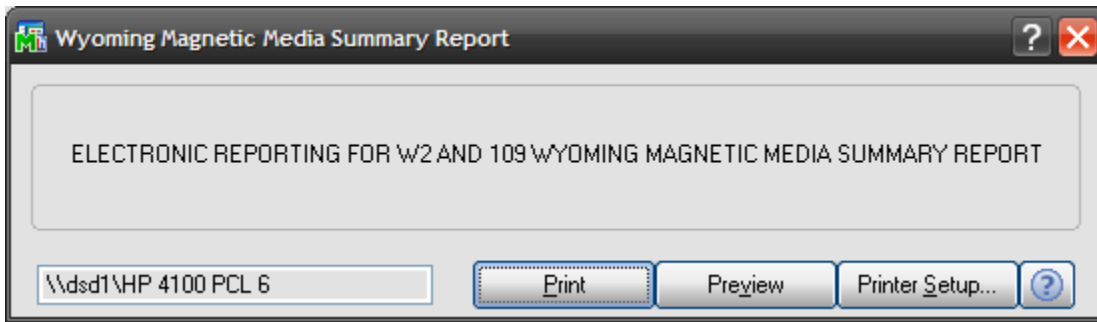 Wyoming Magnetic Media Summary Report
ELECTRONIC REPORTING FOR W2 AND 109 WYOMING MAGNETIC MEDIA SUMMARY REPORT
\\dsd1\HP 4100 PCL 6 Print Preview Printer Setup...